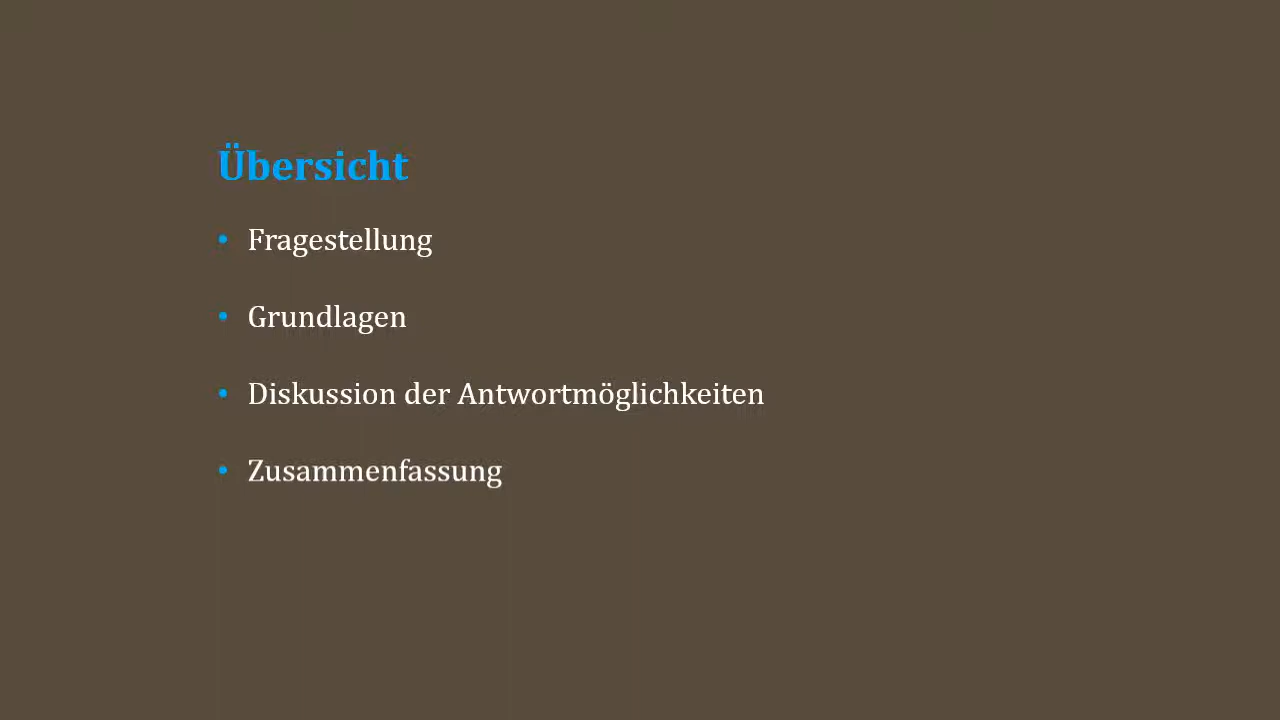 Übersicht
• Fragestellung
• Grundlagen
• Diskussion der Antwortmöglichkeiten
• Zusammenfassung